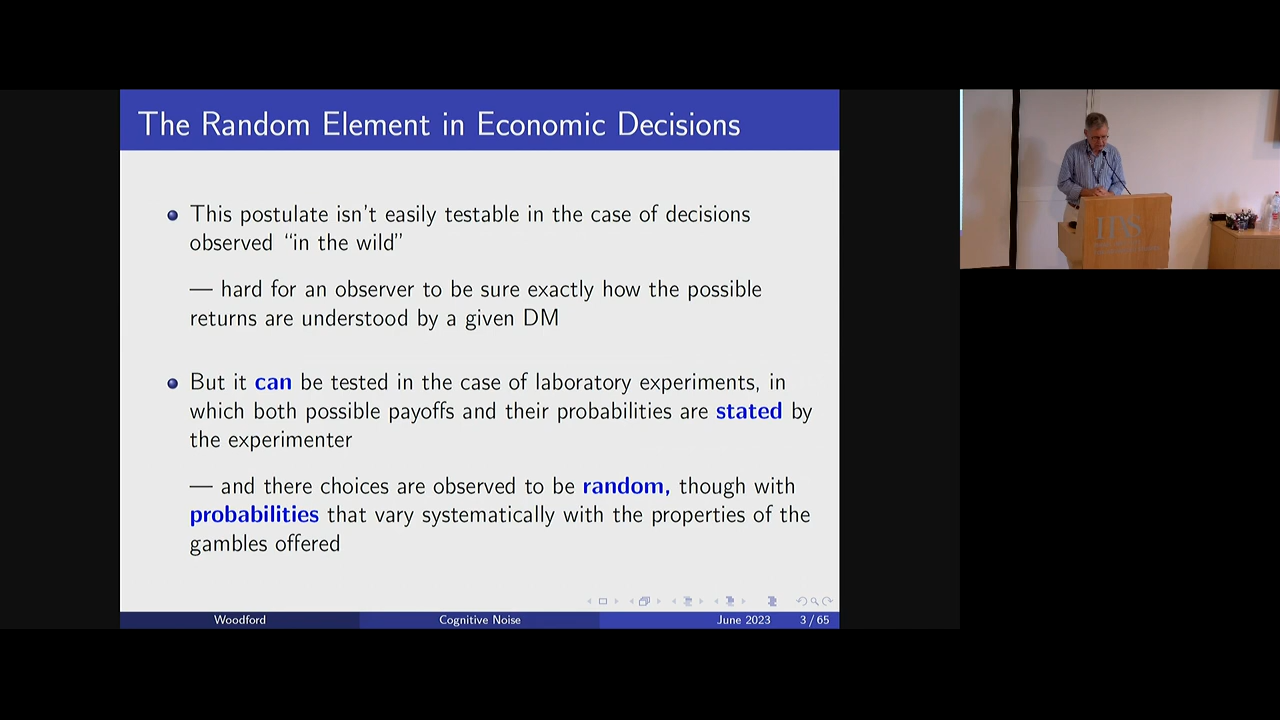 The Random Element in Economic Decisions
This postulate isn't easily testable in the case of decisions
observed “in the wild”
— hard for an observer to be sure exactly how the possible
returns are understood by a given DM
But it can be tested in the case of laboratory experiments, in
which both possible payoffs and their probabilities are stated by
the experimenter
— and there choices are observed to be random, though with
probabilities that vary systematically with the properties of the
gambles offered
Woodford
Cognitive Noise
June 2023
3 / 65